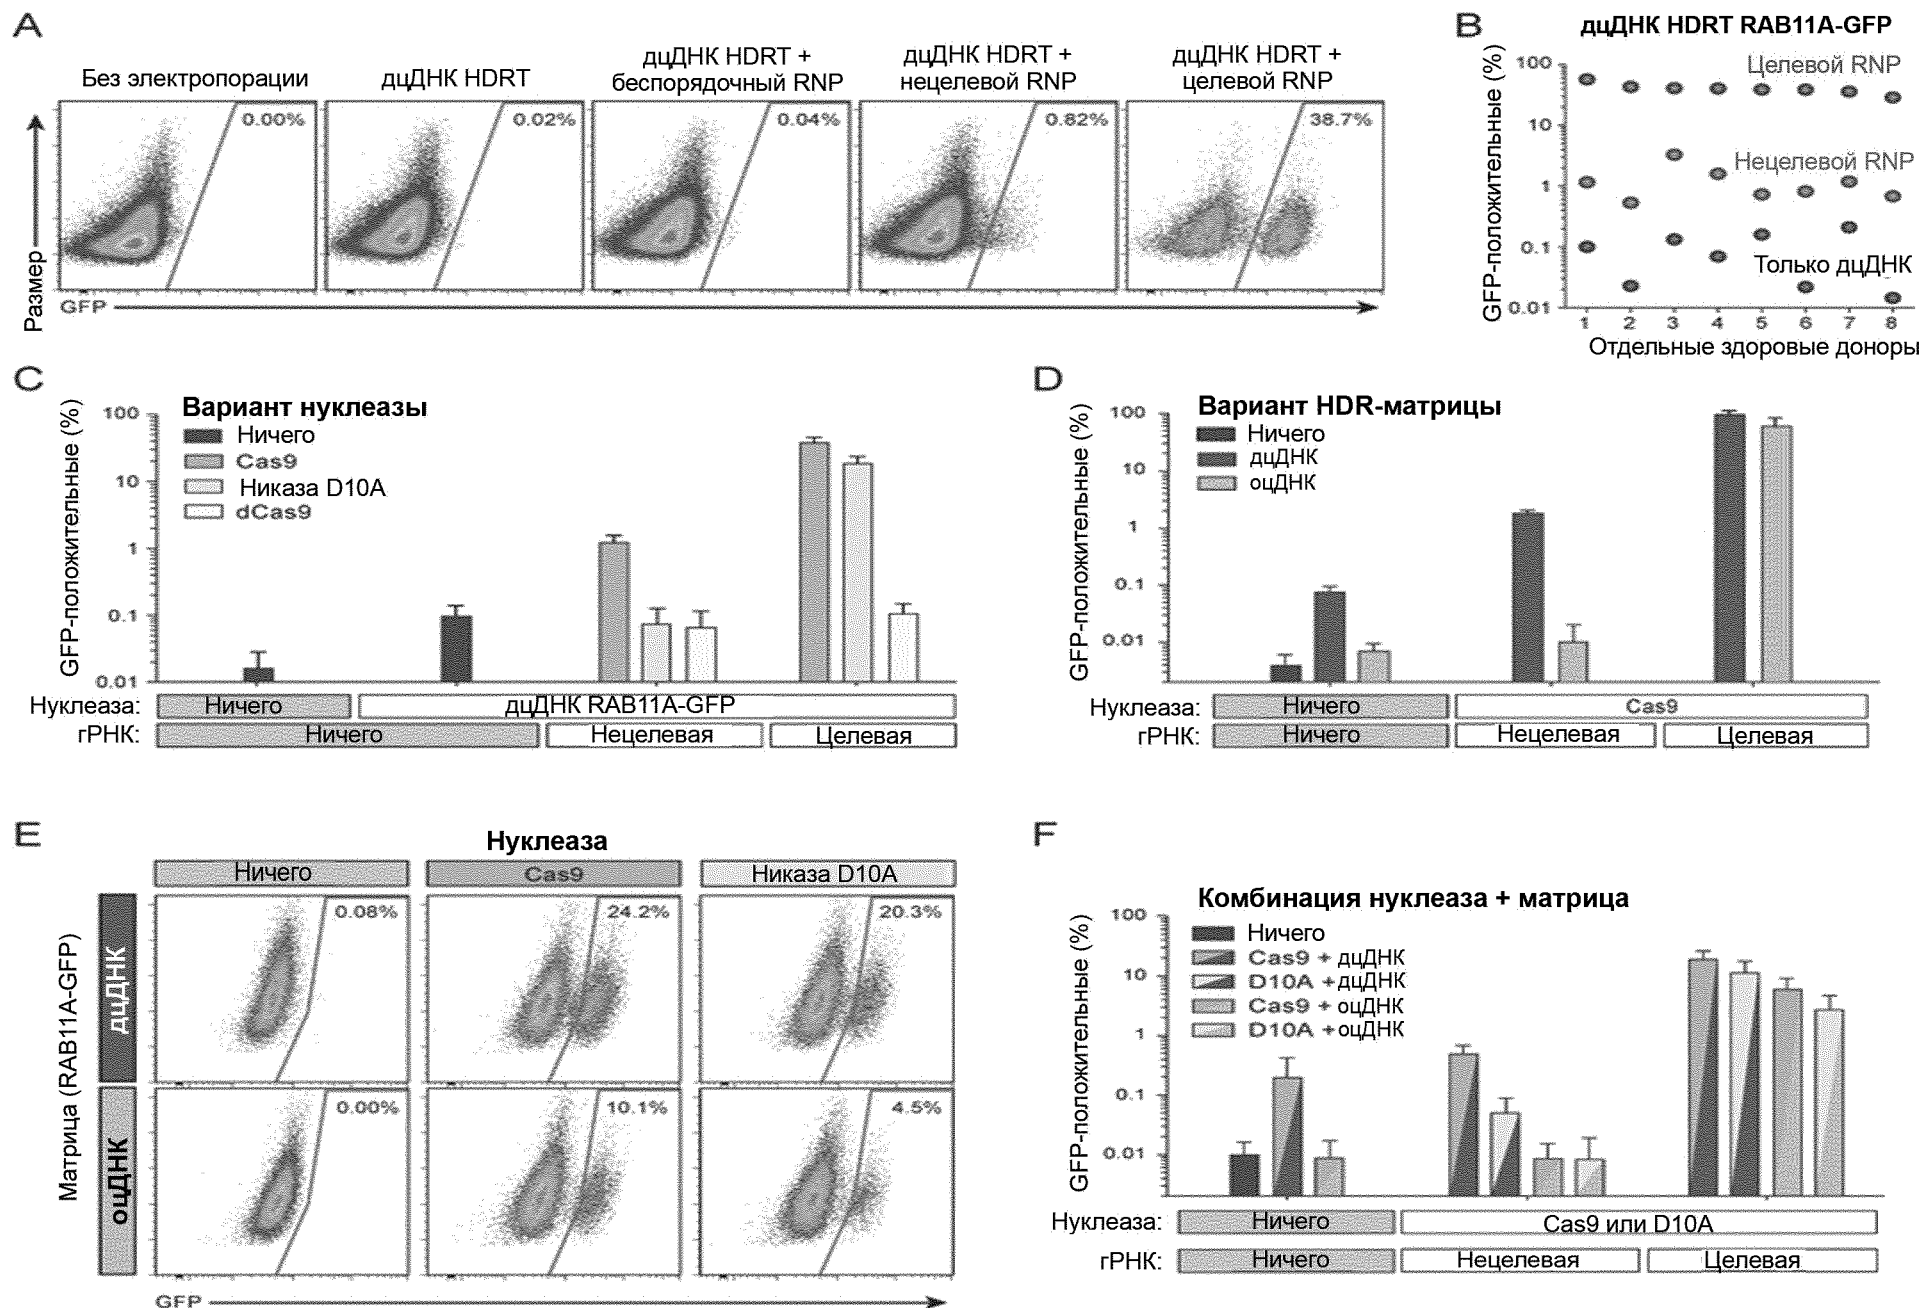 A
Без электропорации
дцДНК HDRT
дцДНК HDRT +
беспорядочный RNP
дцДНК HDRT +
нецелевой RNP
дцДНК HDRT +
целевой RNP
0.00%
0.02%
0.04%
0.82%
38.7%
Размер
GFP
B
дцДНК HDRT RAB11A-GFP
GFP-положительные (%)
100
10
1
0.1
0.01
Целевой RNP
Нецелевой RNP
Только дцДНК
1 2 3 4 5 6 7 8
Отдельные здоровые доноры
C
GFP-положительные (%)
100
10
1
0.1
0.01
Вариант нуклеазы
Ничего
Cas9
Никаза D10A
dCas9
Нуклеаза: Ничего дцДНК RAB11A-GFP
гРНК: Ничего Нецелевая Целевая
D
GFP-положительные (%)
100
10
1
0.1
0.01
Вариант HDR-матрицы
Ничего
дцДНК
оцДНК
Нуклеаза: Ничего Cas9
гРНК: Ничего Нецелевая Целевая
E
Нуклеаза
Ничего Cas9 Никаза D10A
Матрица (RAB11A-GFP)
дцДНК
0.08% 24.2% 20.3%
оцДНК
0.00% 10.1% 4.5%
GFP
F
GFP-положительные (%)
100
10
1
0.1
0.01
Комбинация нуклеаза + матрица
Ничего
Cas9 + дцДНК
D10A + дцДНК
Cas9 + оцДНК
D10A + оцДНК
Нуклеаза: Ничего Cas9 или D10A
гРНК: Ничего Нецелевая Целевая